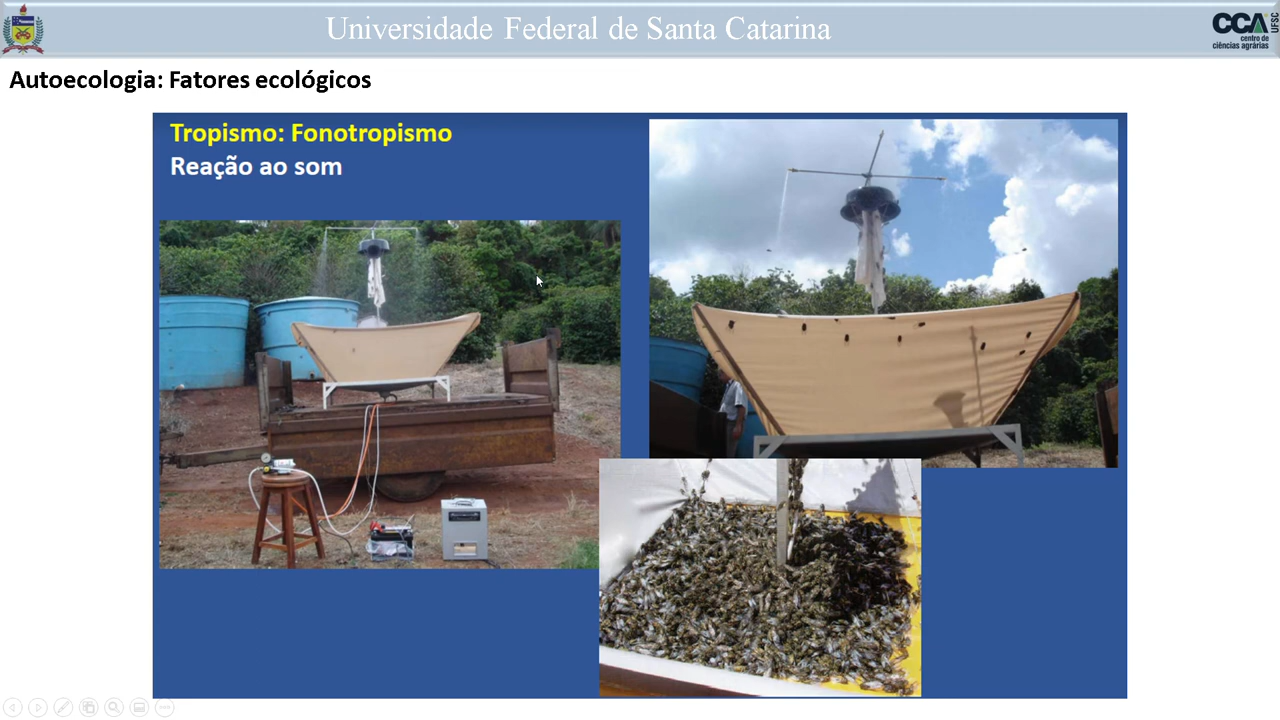 Universidade Federal de Santa Catarina
CCA
UFSC
centro de
ciências agrárias
Autoecologia: Fatores ecológicos
Tropismo: Fonotropismo
Reação ao som